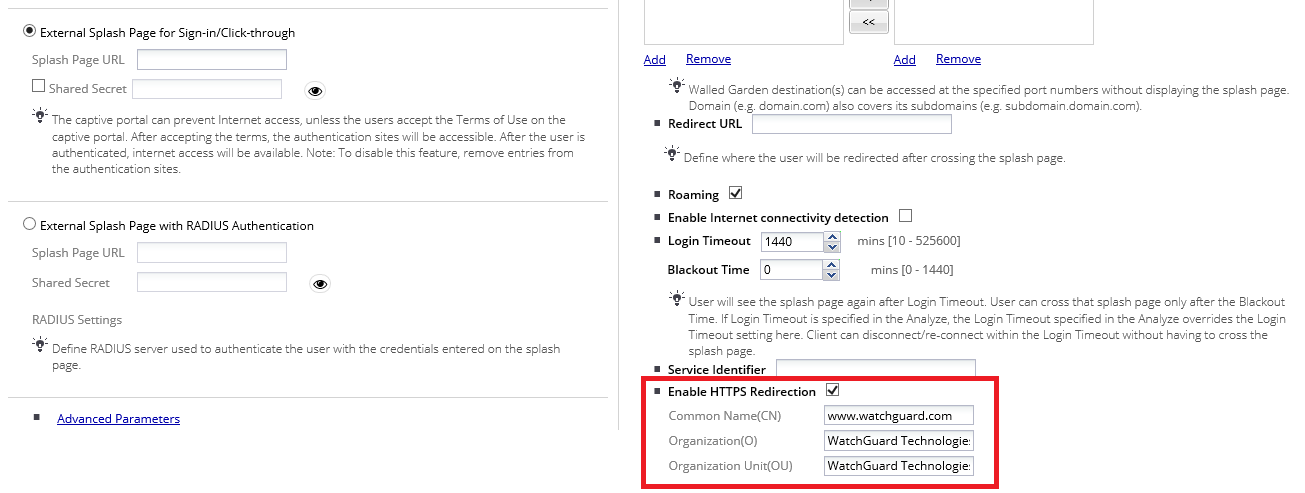 External Splash Page for Sign-in/Click-through
Splash Page URL
Shared Secret
The captive portal can prevent Internet access, unless the users accept the Terms of Use on the
captive portal. After accepting the terms, the authentication sites will be accessible. After the user is
authenticated, internet access will be available. Note: To disable this feature, remove entries from
the authentication sites.
External Splash Page with RADIUS Authentication
Splash Page URL
Shared Secret
RADIUS Settings
Define RADIUS server used to authenticate the user with the credentials entered on the splash
page.
Advanced Parameters
<<
Add Remove Add Remove
Walled Garden destination(s) can be accessed at the specified port numbers without displaying the splash page.
Domain (e.g. domain.com) also covers its subdomains (e.g. subdomain.domain.com).
Redirect URL
Define where the user will be redirected after crossing the splash page.
Roaming
Enable Internet connectivity detection
Login Timeout 1440 mins [10 - 525600]
Blackout Time 0 mins [0 - 1440]
User will see the splash page again after Login Timeout. User can cross that splash page only after the Blackout
Time. If Login Timeout is specified in the Analyze, the Login Timeout specified in the Analyze overrides the Login
Timeout setting here. Client can disconnect/re-connect within the Login Timeout without having to cross the
splash page.
Service Identifier
Enable HTTPS Redirection
Common Name(CN) www.watchguard.com
Organization(O) WatchGuard Technologies
Organization Unit(OU) WatchGuard Technologies